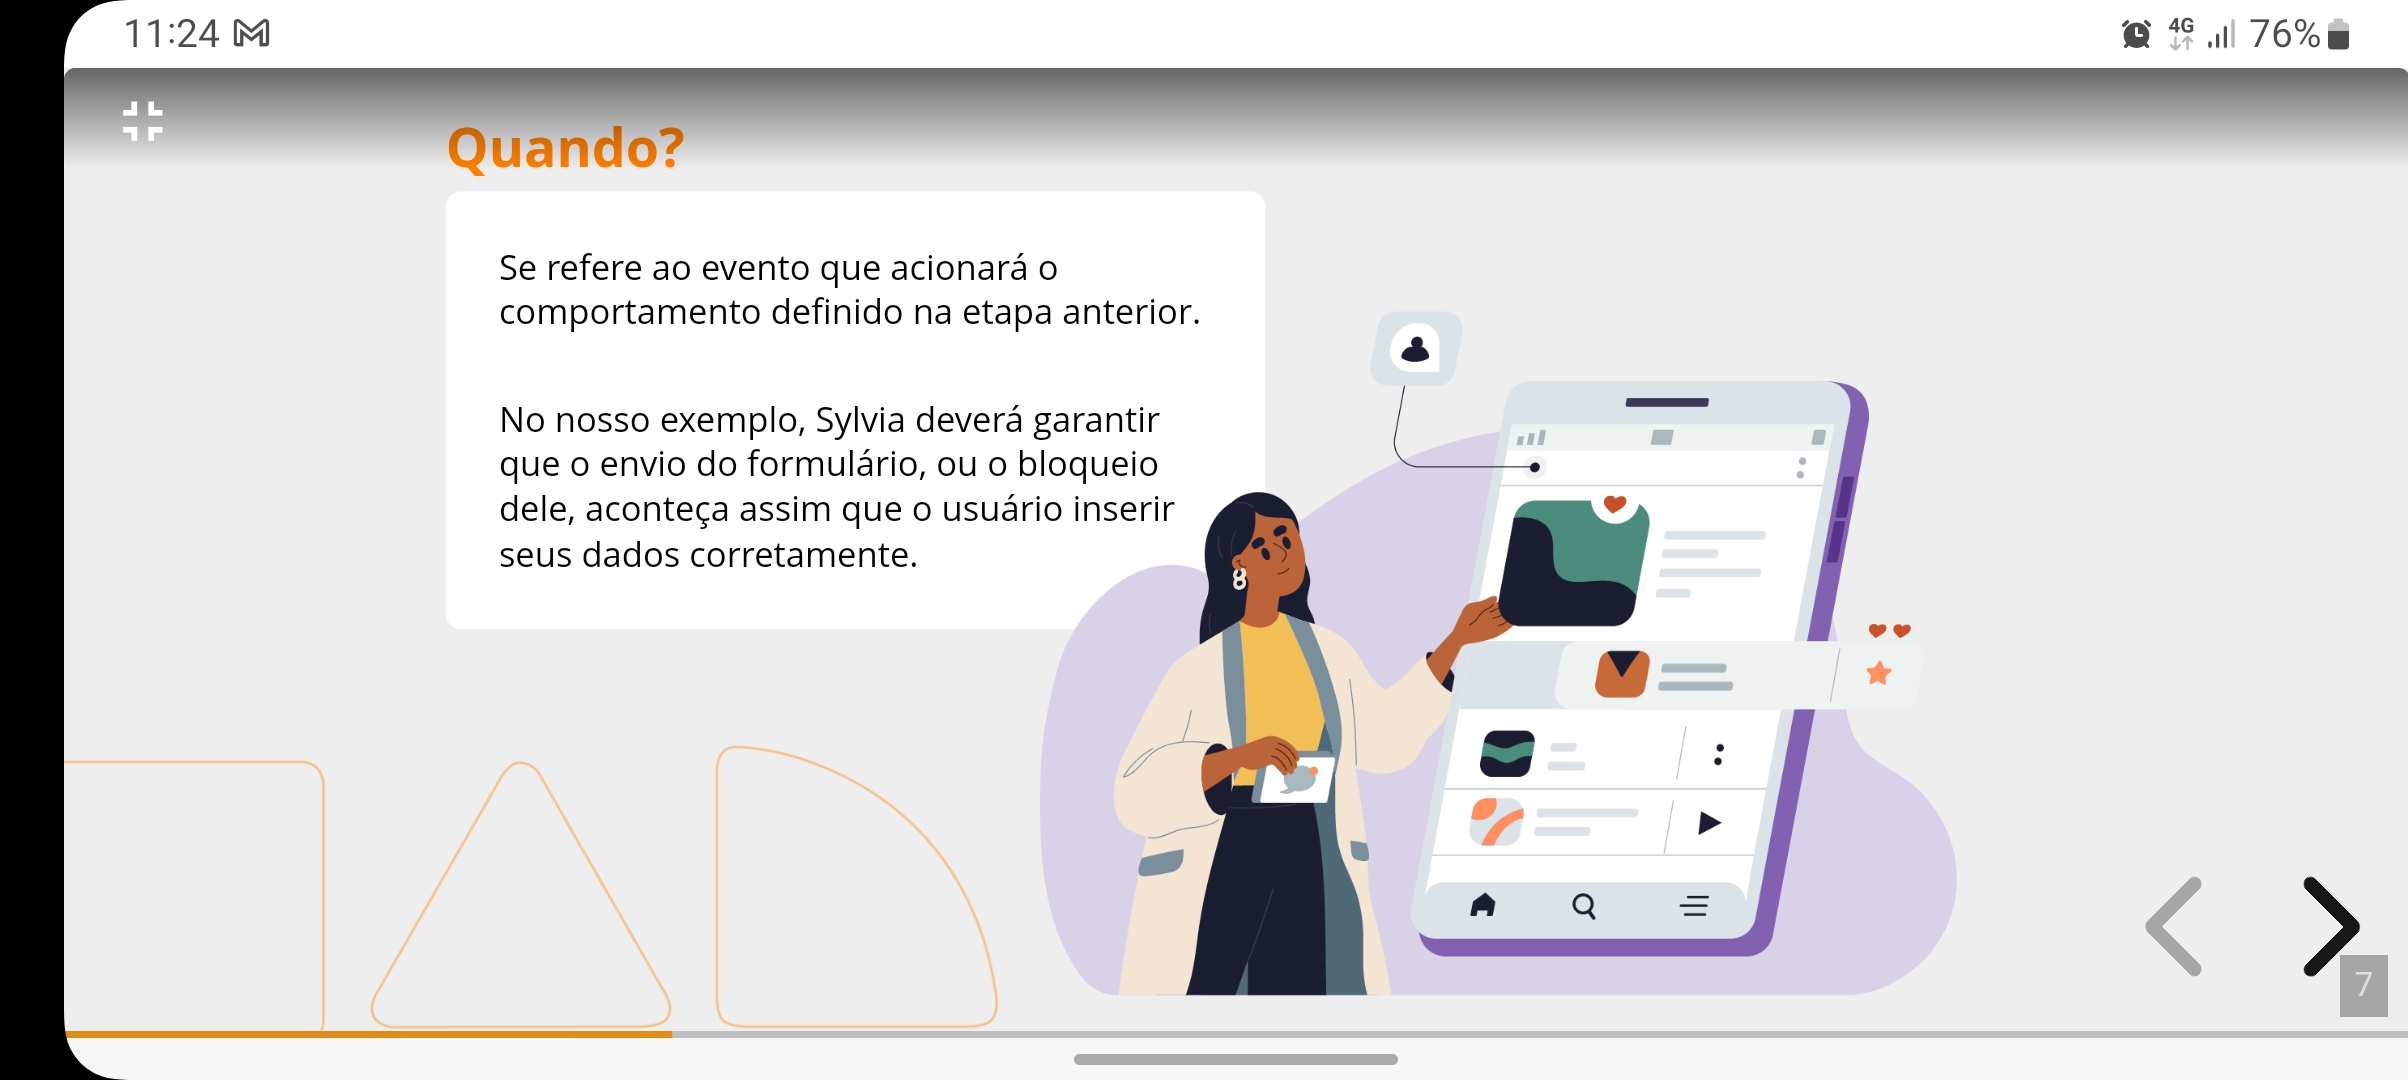 11:24
4G
76%
Quando?
Se refere ao evento que acionará o
comportamento definido na etapa anterior.
No nosso exemplo, Sylvia deverá garantir
que o envio do formulário, ou o bloqueio
dele, aconteça assim que o usuário inserir
seus dados corretamente.
7